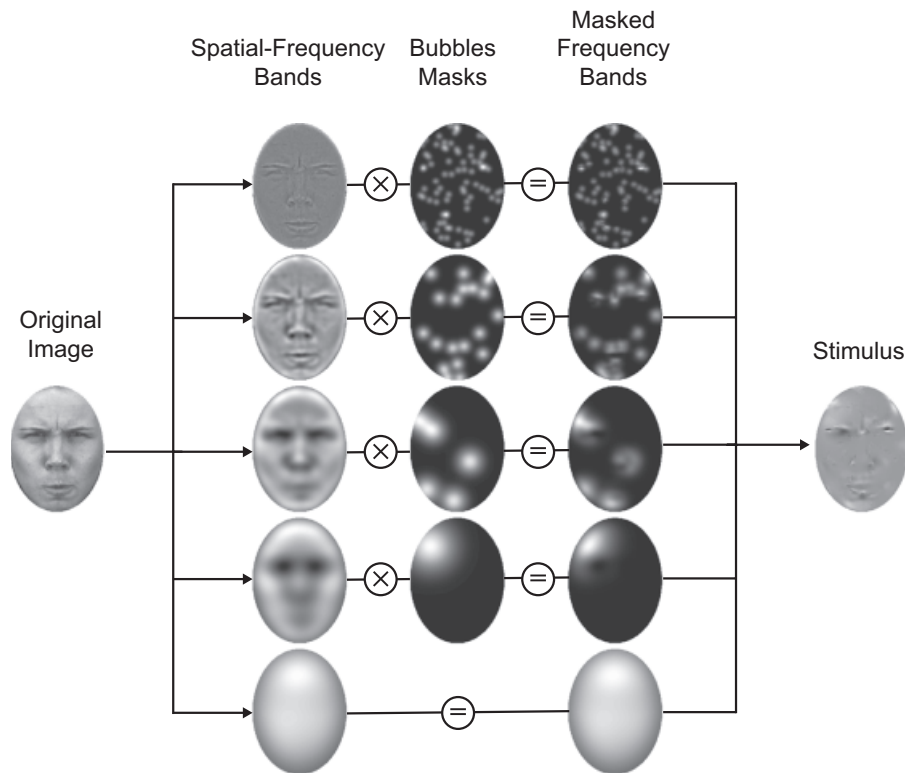 Spatial-Frequency
Bands
Bubbles
Masks
Masked
Frequency
Bands
× =
× =
Original
Image
Stimulus
× =
× =
=